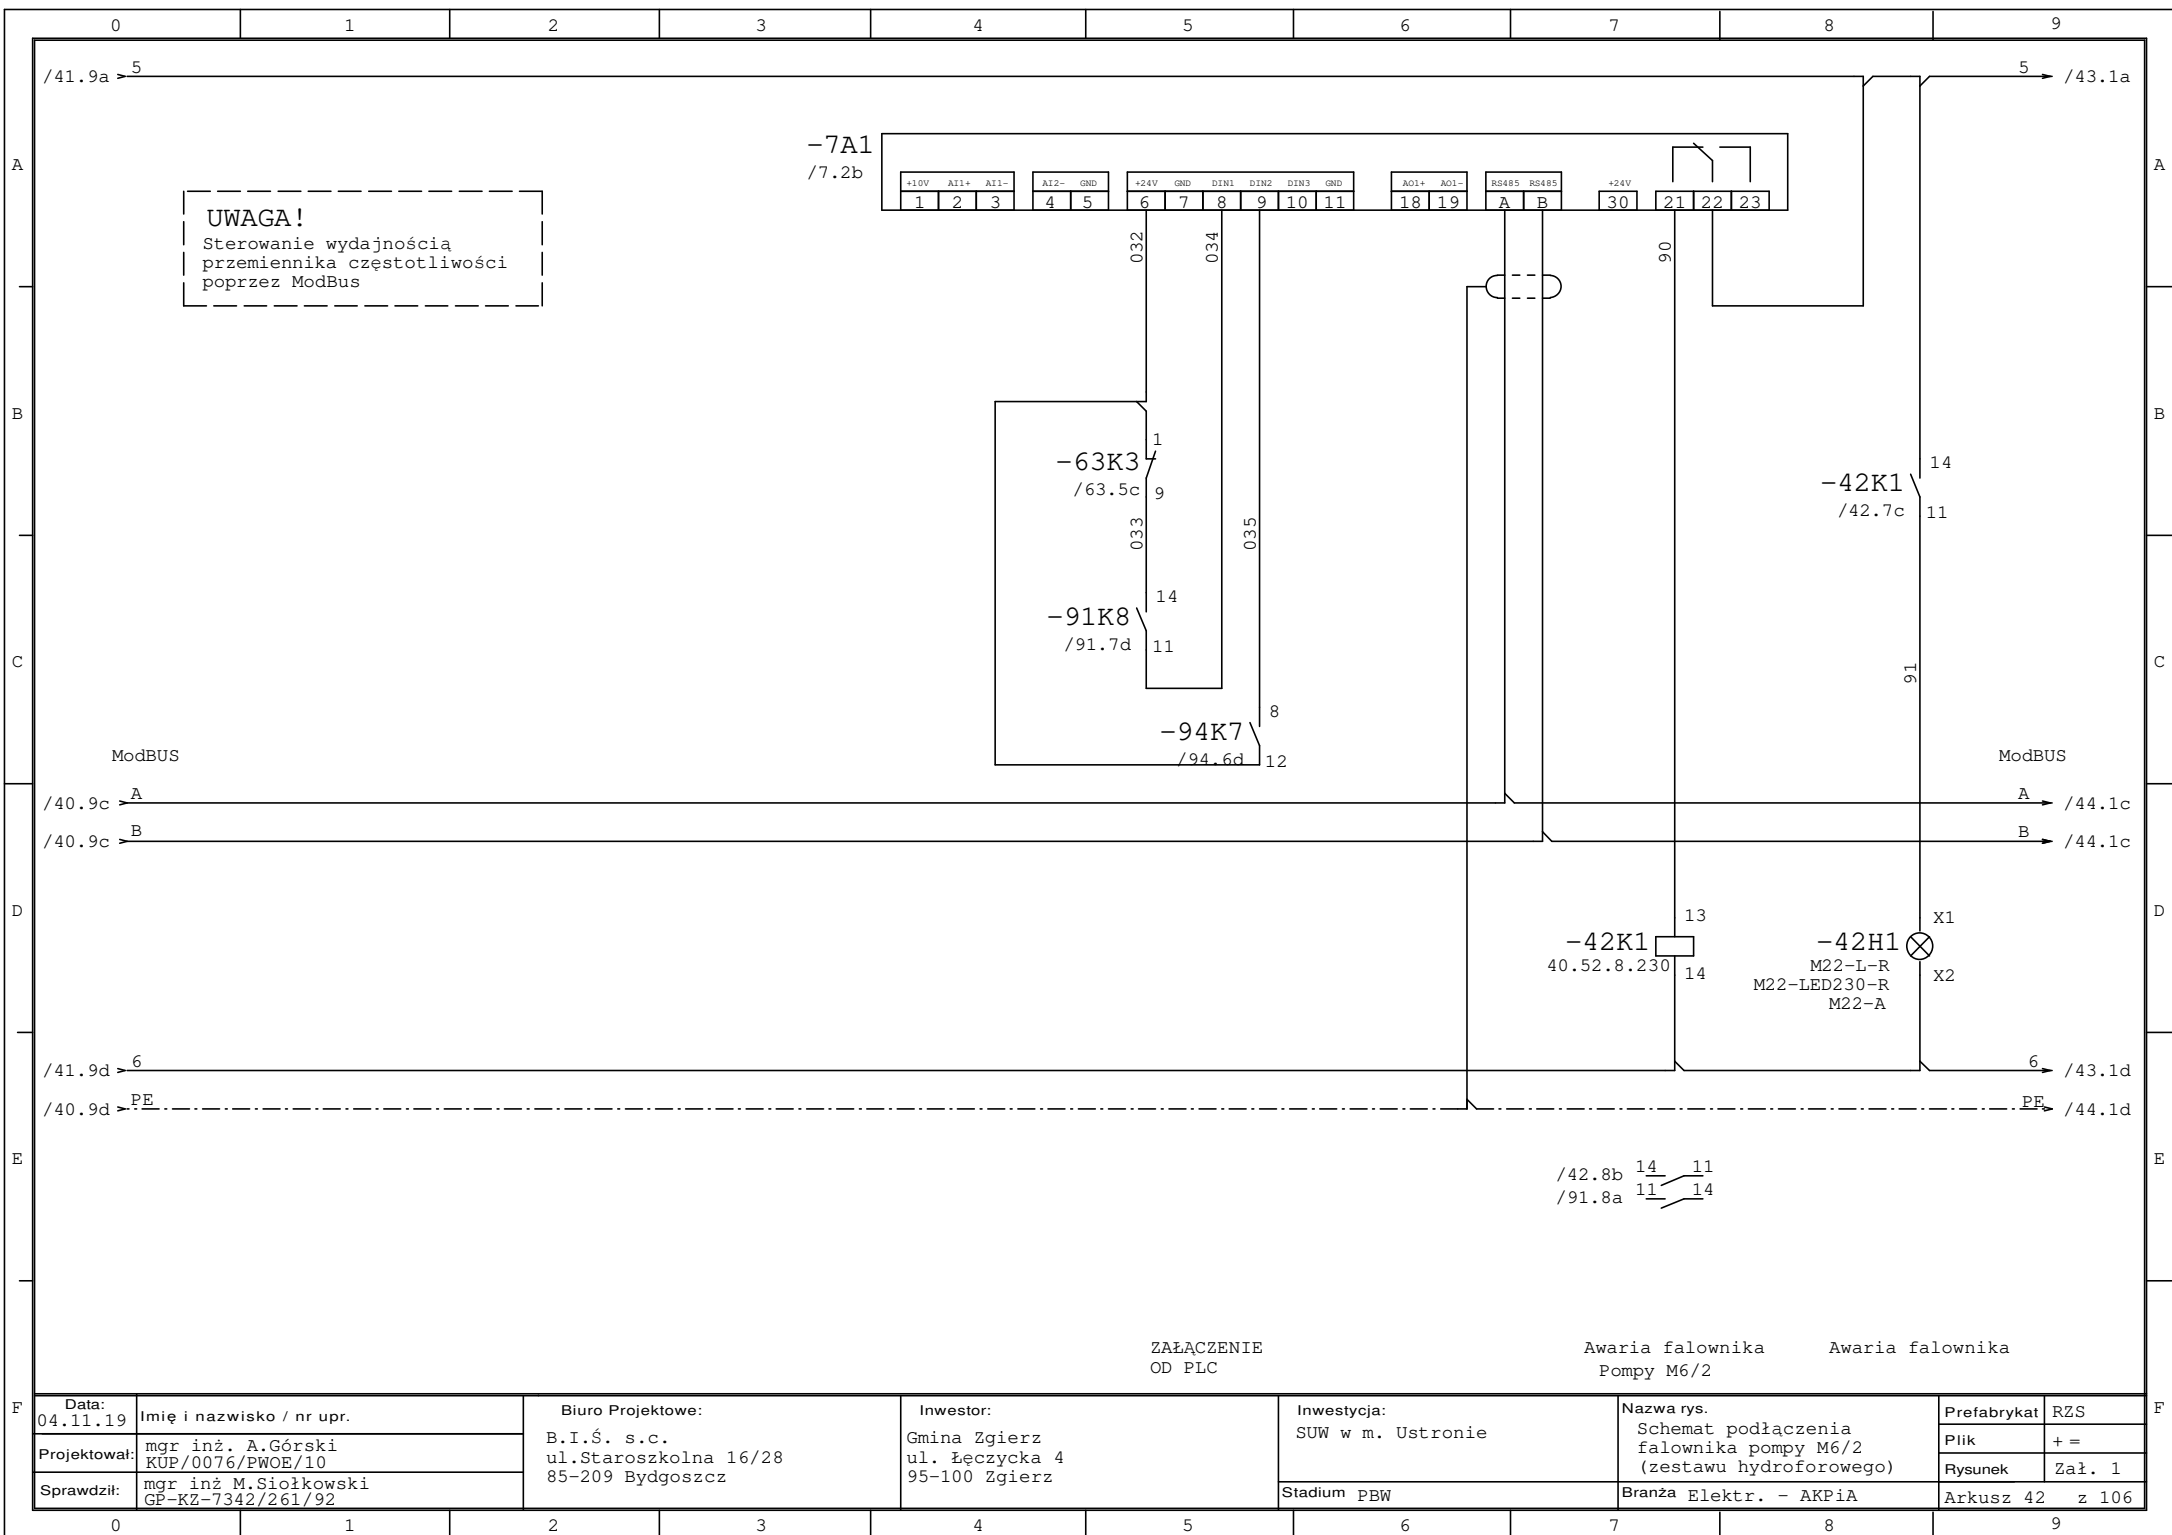 0 1 2 3 4 5 6 7 8 9
/41.9a 5
5 /43.1a
A
A
-7A1
/7.2b
+10V AI1+ AI1- AI2- GND +24V GND DIN1 DIN2 DIN3 GND AO1+ AO1- RS485 RS485 +24V
1 2 3 4 5 6 7 8 9 10 11 18 19 A B 30 21 22 23
UWAGA!
Sterowanie wydajnością
przemiennika częstotliwości
poprzez ModBus
032
034
90
B
B
1
-63K3
/63.5c 9
14
-42K1
/42.7c 11
033
035
14
-91K8
/91.7d 11
C
C
91
8
-94K7
/94.6d 12
ModBUS
ModBUS
/40.9c A
A /44.1c
/40.9c B
B /44.1c
D
D
13
-42K1
40.52.8.230 14
X1
-42H1
M22-L-R
X2
M22-LED230-R
M22-A
/41.9d 6
6 /43.1d
/40.9d PE
PE /44.1d
E
E
/42.8b 14 11
/91.8a 11 14
ZAŁĄCZENIE
OD PLC
Awaria falownika
Pompy M6/2
Awaria falownika
F
F
Data:
04.11.19
Imię i nazwisko / nr upr.
Projektował:
mgr inż. A.Górski
KUP/0076/PWOE/10
Sprawdził:
mgr inż M.Siołkowski
GP-KZ-7342/261/92
Biuro Projektowe:
B.I.Ś. s.c.
ul.Staroszkolna 16/28
85-209 Bydgoszcz
Inwestor:
Gmina Zgierz
ul. Łęczycka 4
95-100 Zgierz
Inwestycja:
SUW w m. Ustronie
Stadium PBW
Nazwa rys.
Schemat podłączenia
falownika pompy M6/2
(zestawu hydroforowego)
Branża Elektr. - AKPiA
Prefabrykat RZS
Plik + =
Rysunek Zał. 1
Arkusz 42 z 106
0 1 2 3 4 5 6 7 8 9